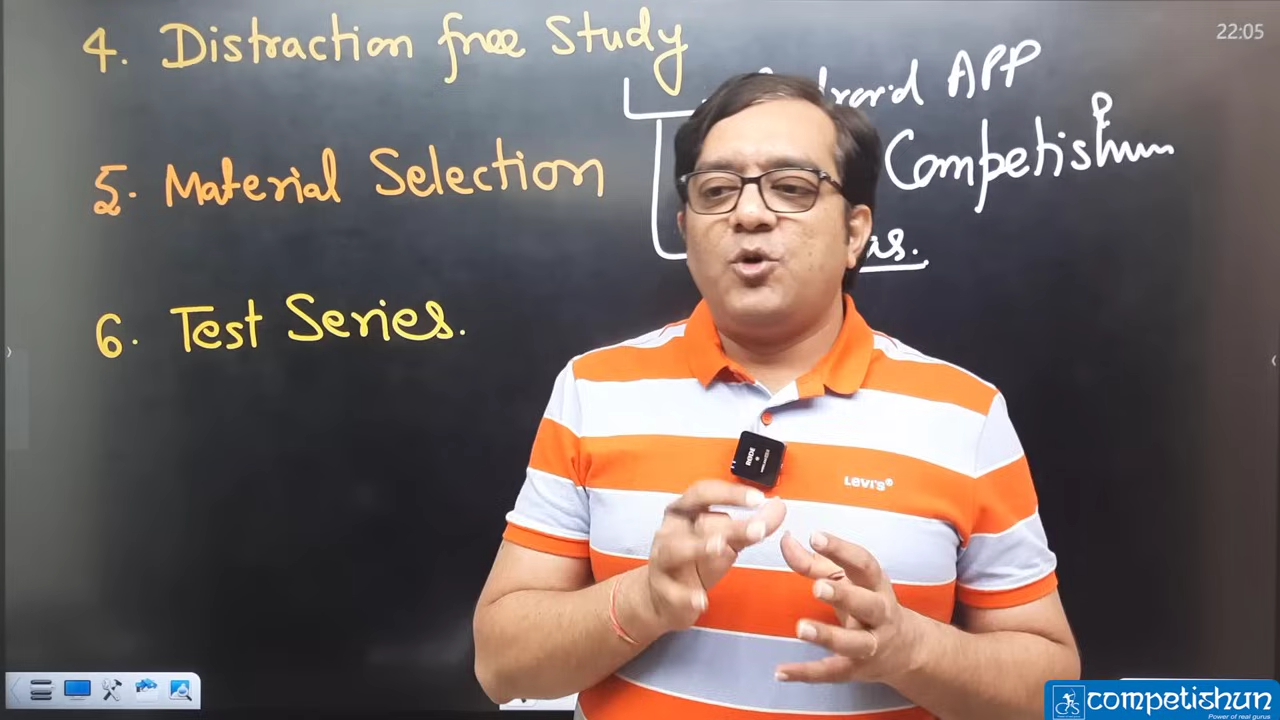 22:05
4. Distraction free Study
APP
Competishun
5. Material Selection
6. Test Series.
RØDE
Levi's
competishun
Power of real gurus